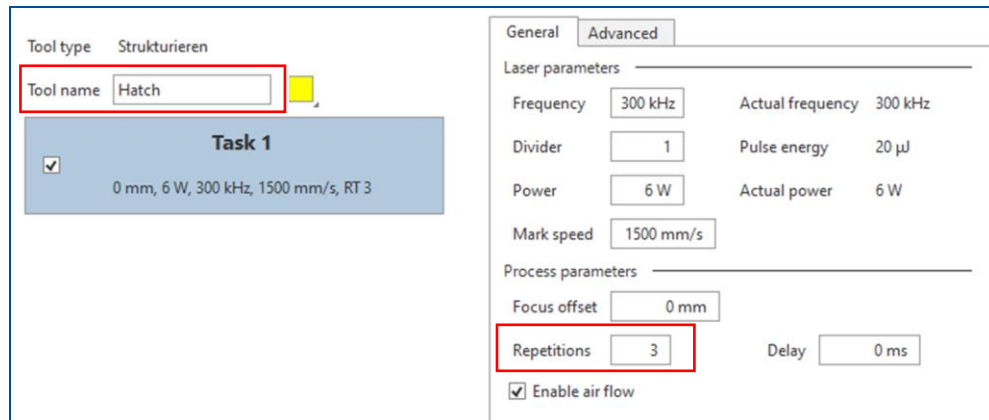 Tool type Strukturieren
Tool name Hatch
Task 1
0 mm, 6 W, 300 kHz, 1500 mm/s, RT 3
General Advanced
Laser parameters
Frequency 300 kHz Actual frequency 300 kHz
Divider 1 Pulse energy 20 µJ
Power 6 W Actual power 6 W
Mark speed 1500 mm/s
Process parameters
Focus offset 0 mm
Repetitions 3 Delay 0 ms
Enable air flow